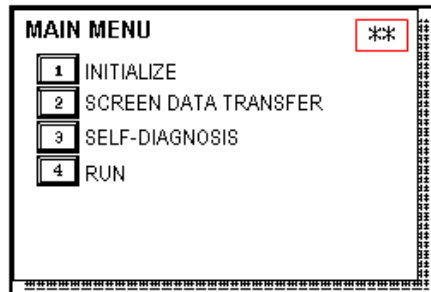 MAIN MENU **
1 INITIALIZE
2 SCREEN DATA TRANSFER
3 SELF-DIAGNOSIS
4 RUN